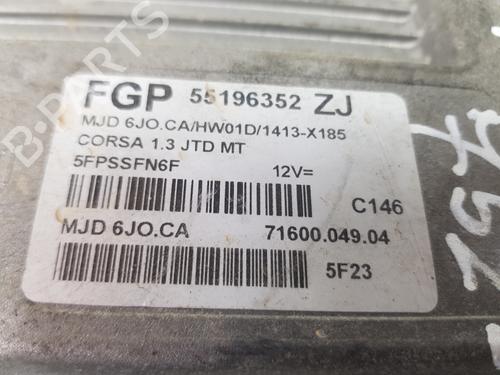 B-PARTS
FGP 55196352 ZJ
MJD 6JO.CA/HW01D/1413-X185
CORSA 1.3 JTD MT
5FPSSFN6F 12V=
C146
MJD 6JO.CA 71600.049.04
5F23